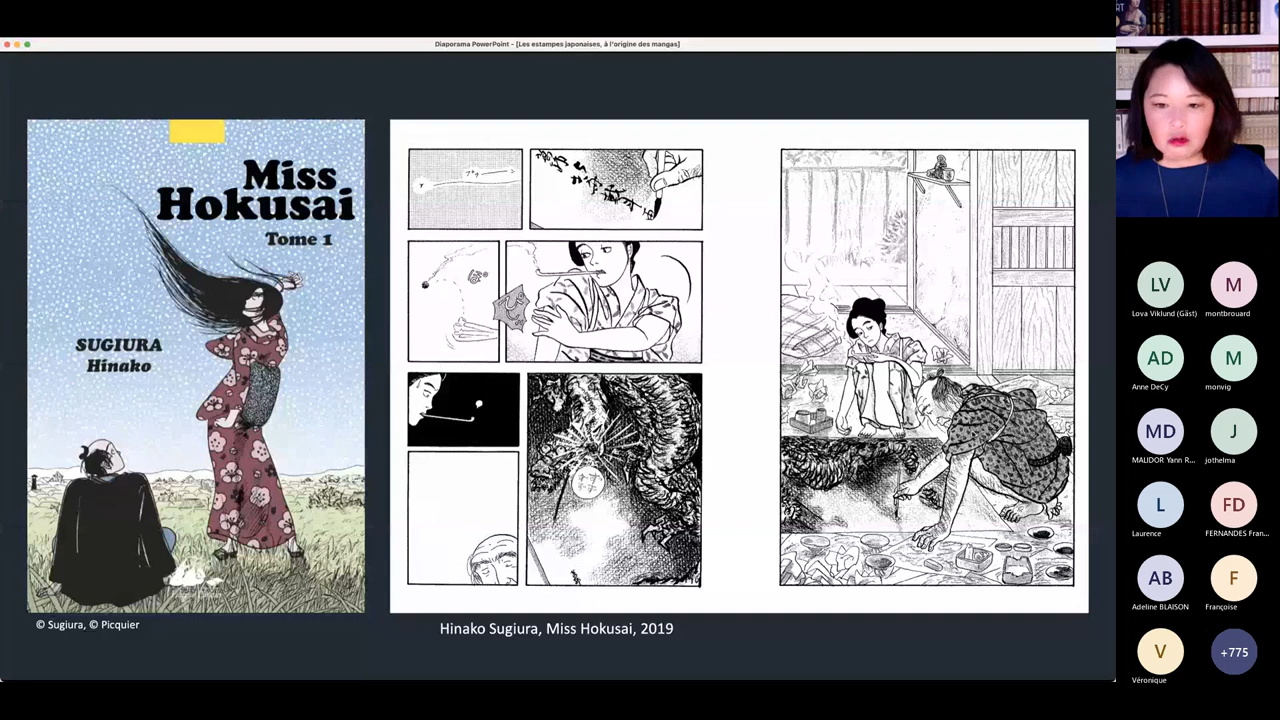 Diaporama PowerPoint - [Les estampes japonaises, à l'origine des mangas]
Miss
Hokusai
Tome 1
SUGIURA
Hinako
© Sugiura, © Picquier
Hinako Sugiura, Miss Hokusai, 2019
LV
Lova Viklund (Gäst)
M
montbrouard
AD
Anne DeCy
M
monvig
MD
MALIDOR Yann R...
J
jothelma
L
Laurence
FD
FERNANDES Fran...
AB
Adeline BLAISON
F
Françoise
V
Véronique
+775